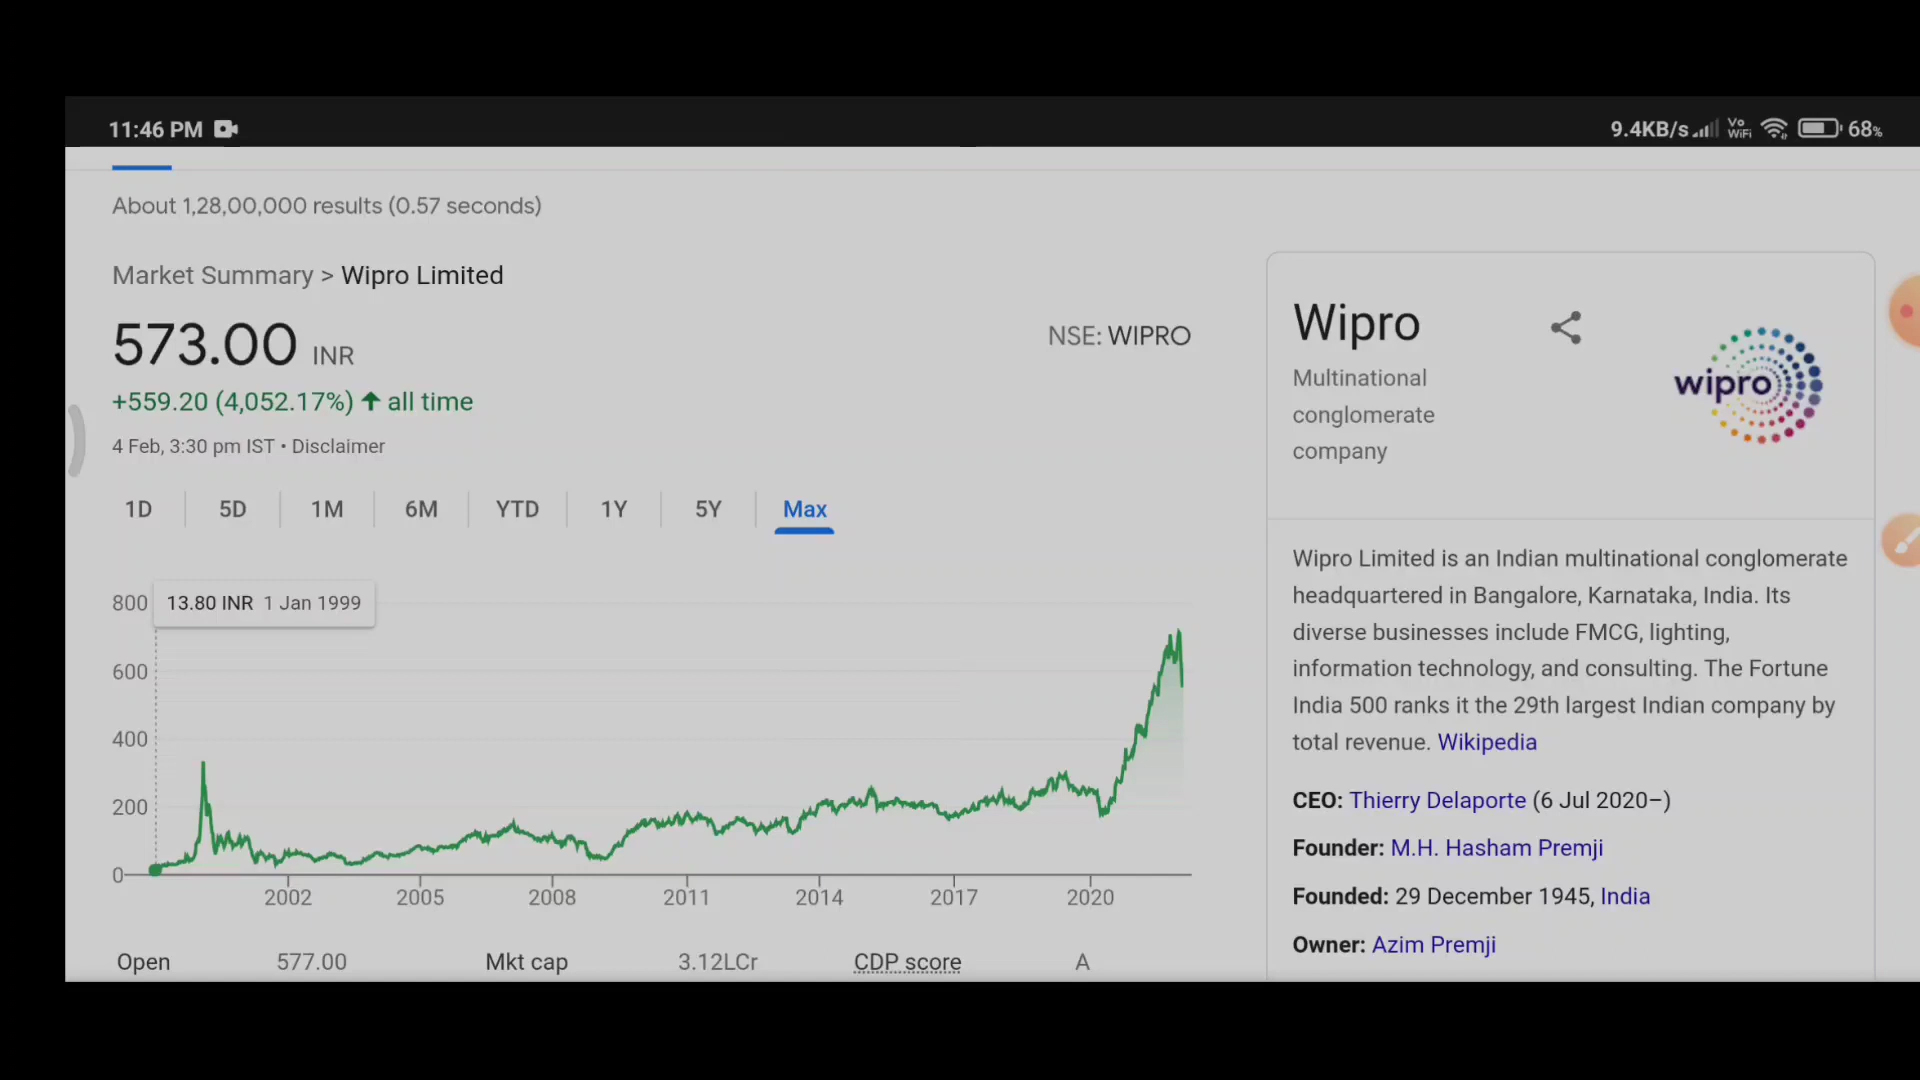 11:46 PM
9.4KB/s Vo WiFi 68%
About 1,28,00,000 results (0.57 seconds)
Market Summary > Wipro Limited
573.00 INR
NSE: WIPRO
+559.20 (4,052.17%) ↑ all time
4 Feb, 3:30 pm IST • Disclaimer
1D 5D 1M 6M YTD 1Y 5Y Max
13.80 INR 1 Jan 1999
800
600
400
200
0
2002 2005 2008 2011 2014 2017 2020
Open 577.00 Mkt cap 3.12LCr CDP score A
Wipro
wipro
Multinational
conglomerate
company
Wipro Limited is an Indian multinational conglomerate
headquartered in Bangalore, Karnataka, India. Its
diverse businesses include FMCG, lighting,
information technology, and consulting. The Fortune
India 500 ranks it the 29th largest Indian company by
total revenue. Wikipedia
CEO: Thierry Delaporte (6 Jul 2020–)
Founder: M.H. Hasham Premji
Founded: 29 December 1945, India
Owner: Azim Premji